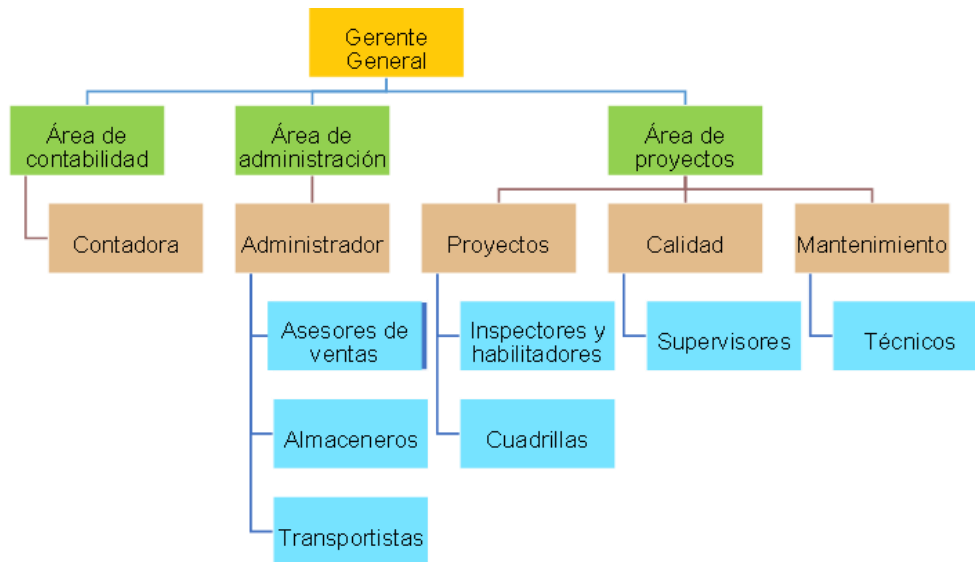 Gerente
General
Área de
contabilidad
Área de
administración
Área de
proyectos
Contadora
Administrador
Proyectos
Calidad
Mantenimiento
Asesores de
ventas
Inspectores y
habilitadores
Supervisores
Técnicos
Almaceneros
Cuadrillas
Transportistas